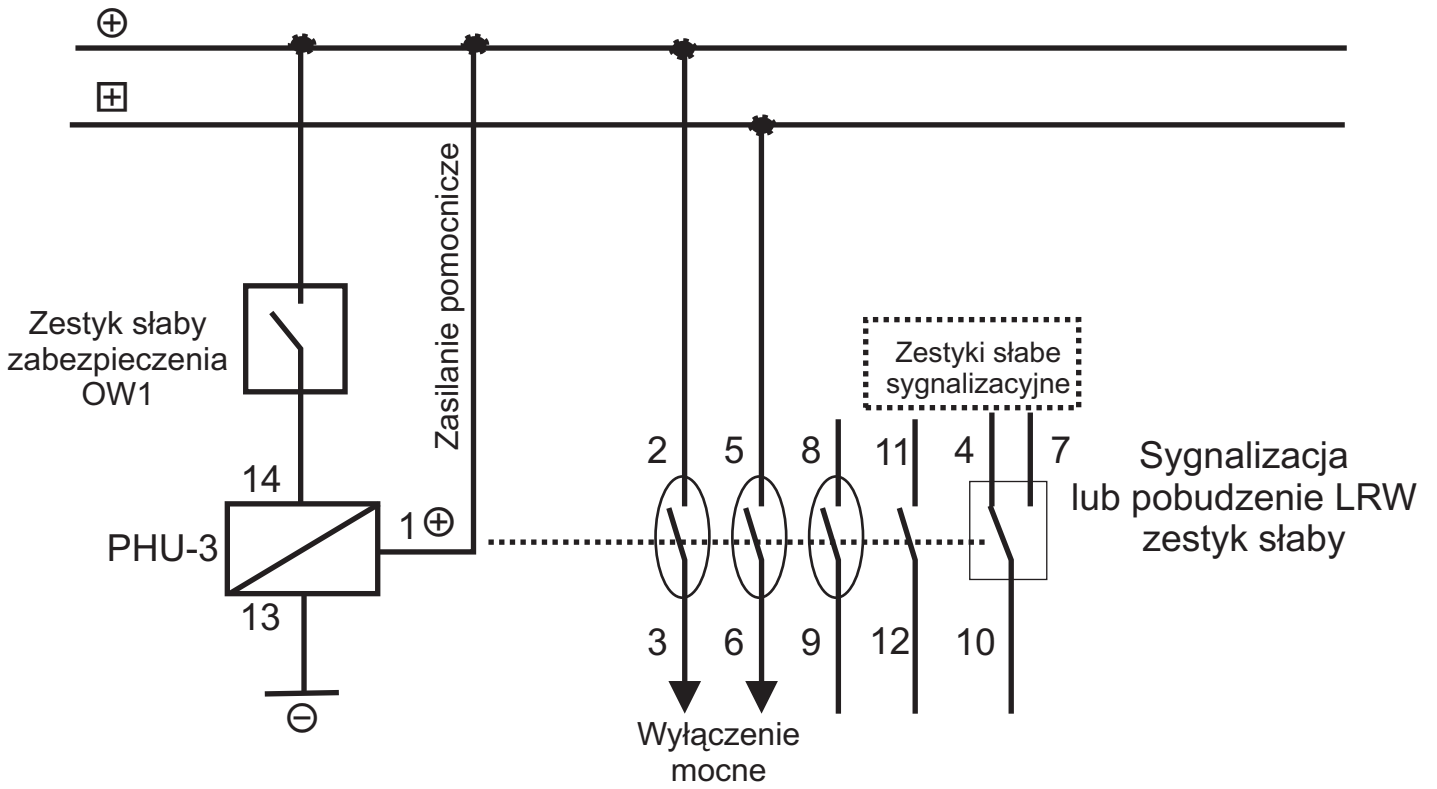 ⊕
⊞
Zasilanie pomocnicze
Zestyk słaby
zabezpieczenia
OW1
Zestyki słabe
sygnalizacyjne
2
5
8
11
4
7
Sygnalizacja
lub pobudzenie LRW
zestyk słaby
14
PHU-3
1⊕
13
3
6
9
12
10
⊖
Wyłączenie
mocne